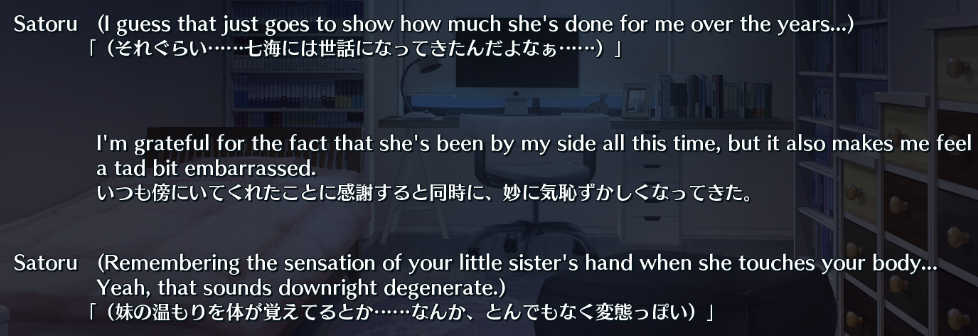 Satoru (I guess that just goes to show how much she's done for me over the years...)
「（それぐらい……七海には世話になってきたんだよなぁ……）」
I'm grateful for the fact that she's been by my side all this time, but it also makes me feel
a tad bit embarrassed.
いつも傍にいてくれたことに感謝すると同時に、妙に気恥ずかしくなってきた。
Satoru (Remembering the sensation of your little sister's hand when she touches your body...
Yeah, that sounds downright degenerate.)
「（妹の温もりを体が覚えてるとか……なんか、とんでもなく変態っぽい）」